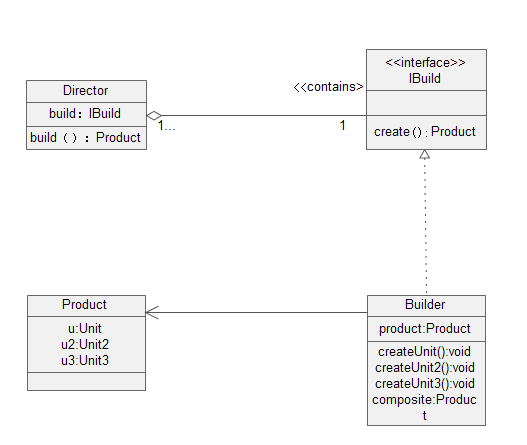 <<interface>>
IBuild
Director
<<contains>
build：IBuild
build（）：Product
1...
1
create()：Product
Product
u:Unit
u2:Unit2
u3:Unit3
Builder
product:Product
createUnit():void
createUnit2():void
createUnit3():void
composite:Produc
t